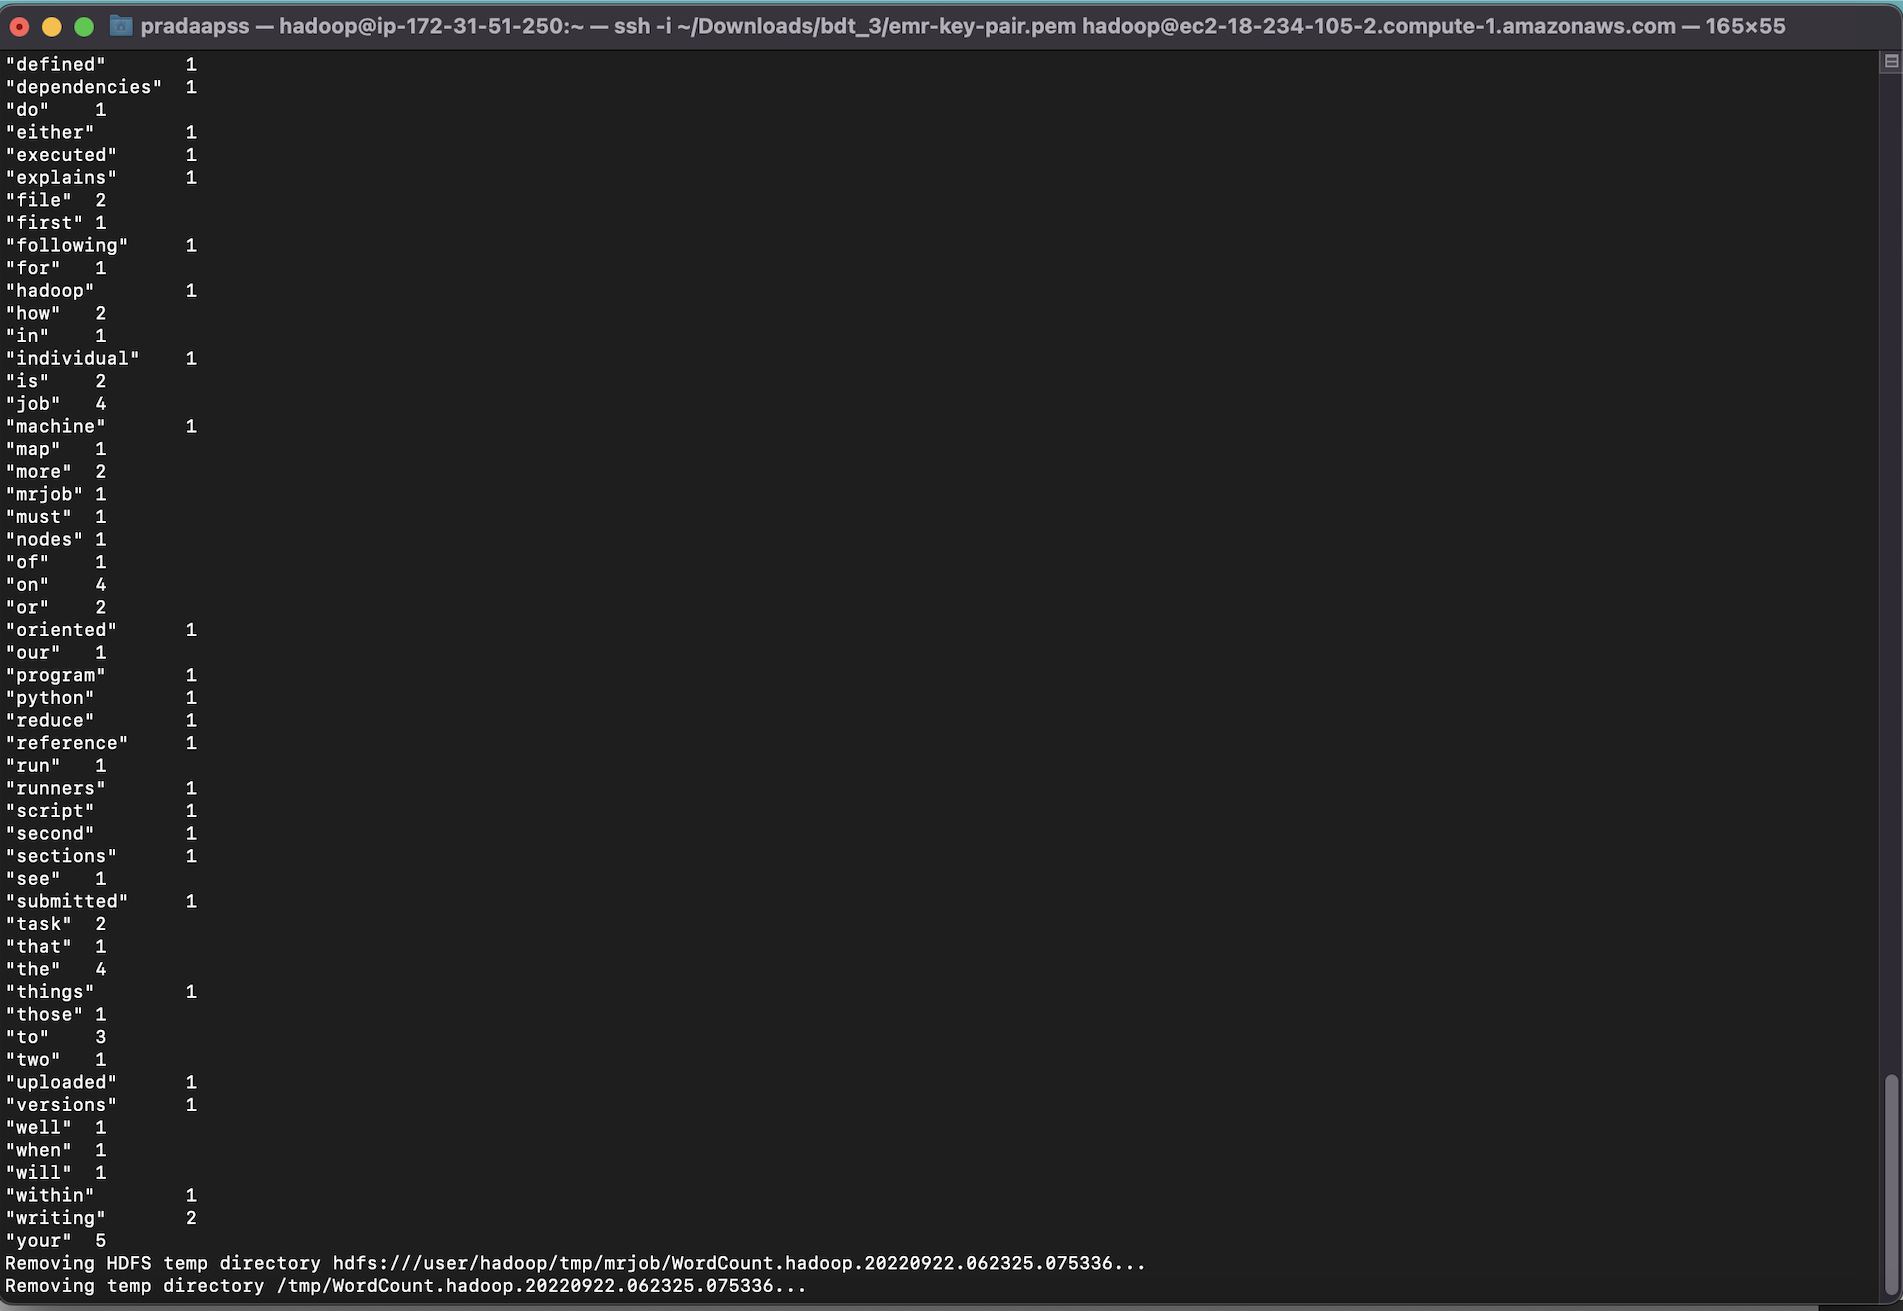 pradaapss — hadoop@ip-172-31-51-250:~ — ssh -i ~/Downloads/bdt_3/emr-key-pair.pem hadoop@ec2-18-234-105-2.compute-1.amazonaws.com — 165×55
"defined"	1
"dependencies"	1
"do"	1
"either"	1
"executed"	1
"explains"	1
"file"	2
"first"	1
"following"	1
"for"	1
"hadoop"	1
"how"	2
"in"	1
"individual"	1
"is"	2
"job"	4
"machine"	1
"map"	1
"more"	2
"mrjob"	1
"must"	1
"nodes"	1
"of"	1
"on"	4
"or"	2
"oriented"	1
"our"	1
"program"	1
"python"	1
"reduce"	1
"reference"	1
"run"	1
"runners"	1
"script"	1
"second"	1
"sections"	1
"see"	1
"submitted"	1
"task"	2
"that"	1
"the"	4
"things"	1
"those"	1
"to"	3
"two"	1
"uploaded"	1
"versions"	1
"well"	1
"when"	1
"will"	1
"within"	1
"writing"	2
"your"	5
Removing HDFS temp directory hdfs:///user/hadoop/tmp/mrjob/WordCount.hadoop.20220922.062325.075336...
Removing temp directory /tmp/WordCount.hadoop.20220922.062325.075336...